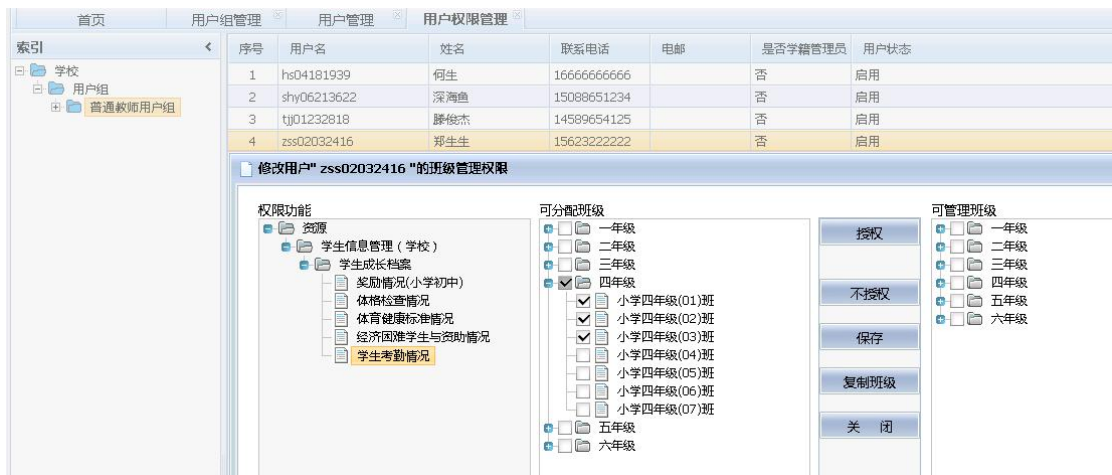 首页 用户组管理 用户管理 用户权限管理
索引
学校
用户组
普通教师用户组
序号 用户名 姓名 联系电话 电邮 是否学籍管理员 用户状态
1 hs04181939 何生 16666666666 否 启用
2 shy06213622 深海鱼 15088651234 否 启用
3 tjj01232818 滕俊杰 14589654125 否 启用
4 zss02032416 郑生生 15623222222 否 启用
修改用户" zss02032416 "的班级管理权限
权限功能
资源
学生信息管理(学校)
学生成长档案
奖励情况(小学初中)
体格检查情况
体育健康标准情况
经济困难学生与资助情况
学生考勤情况
可分配班级
一年级
二年级
三年级
四年级
小学四年级(01)班
小学四年级(02)班
小学四年级(03)班
小学四年级(04)班
小学四年级(05)班
小学四年级(06)班
小学四年级(07)班
五年级
六年级
授权
不授权
保存
复制班级
关 闭
可管理班级
一年级
二年级
三年级
四年级
五年级
六年级